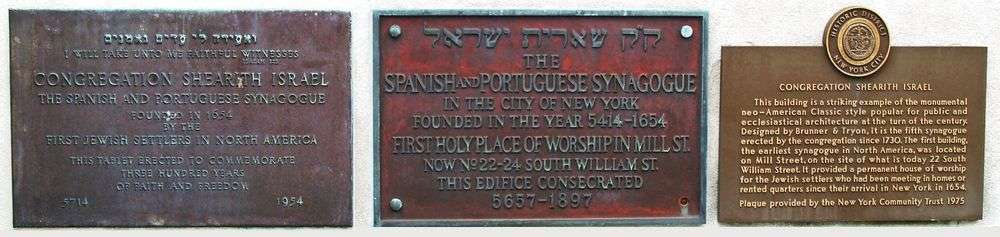 ואעידה לי עדים נאמנים
I WILL TAKE UNTO ME FAITHFUL WITNESSES
CONGREGATION SHEARITH ISRAEL
THE SPANISH AND PORTUGUESE SYNAGOGUE
FOUNDED IN 1654
BY THE
FIRST JEWISH SETTLERS IN NORTH AMERICA
THIS TABLET ERECTED TO COMMEMORATE
THREE HUNDRED YEARS
OF FAITH AND FREEDOM
5714 1954
ק״ק שארית ישראל
THE
SPANISH AND PORTUGUESE SYNAGOGUE
IN THE CITY OF NEW YORK
FOUNDED IN THE YEAR 5414-1654
FIRST HOLY PLACE OF WORSHIP IN MILL ST.
NOW NO 22-24 SOUTH WILLIAM ST.
THIS EDIFICE CONSECRATED
5657-1897
HISTORIC DISTRICT
NEW YORK CITY
CONGREGATION SHEARITH ISRAEL
This building is a striking example of the monumental
neo-American Classic style popular for public and
ecclesiastical architecture at the turn of the century.
Designed by Brunner & Tryon, it is the fifth synagogue
erected by the congregation since 1730. The first building,
the earliest synagogue in North America, was located
on Mill Street, on the site of what is today 22 South
William Street. It provided a permanent house of worship
for the Jewish settlers who had been meeting in homes or
rented quarters since their arrival in New York in 1654.
Plaque provided by the New York Community Trust 1975